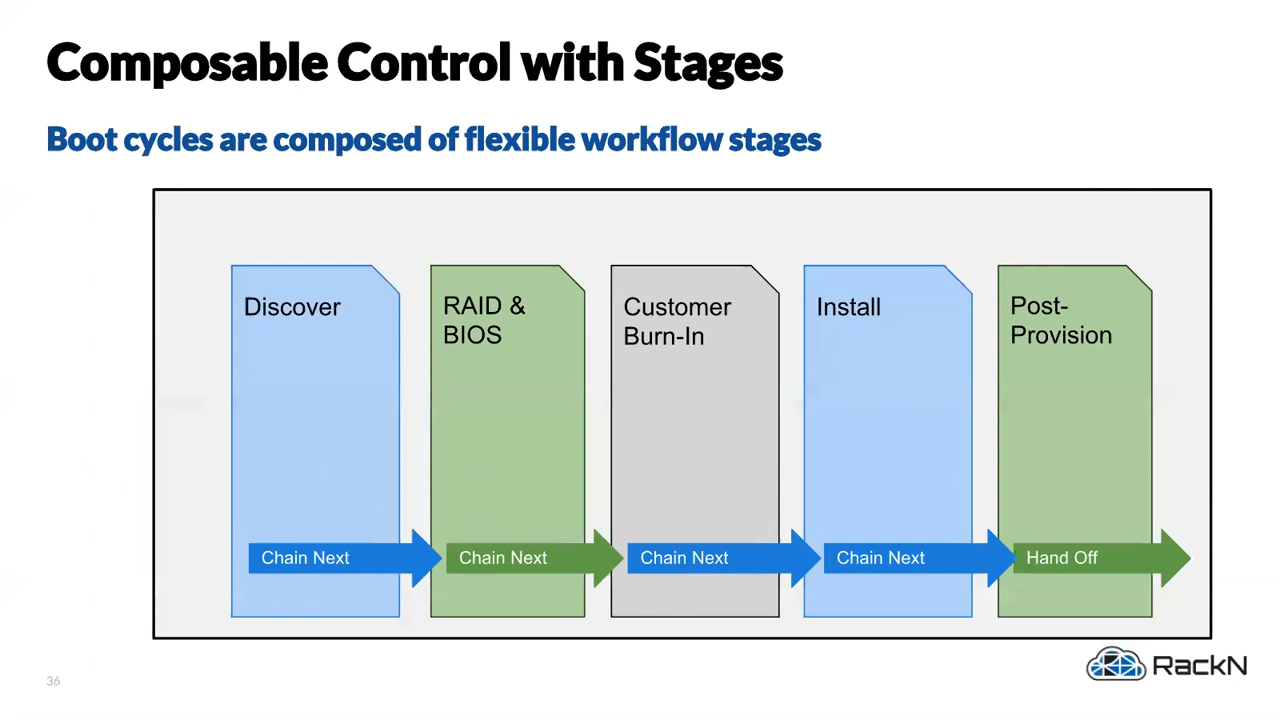 Composable Control with Stages
Boot cycles are composed of flexible workflow stages
Discover
RAID &
BIOS
Customer
Burn-In
Install
Post-
Provision
Chain Next
Chain Next
Chain Next
Chain Next
Hand Off
36
RackN